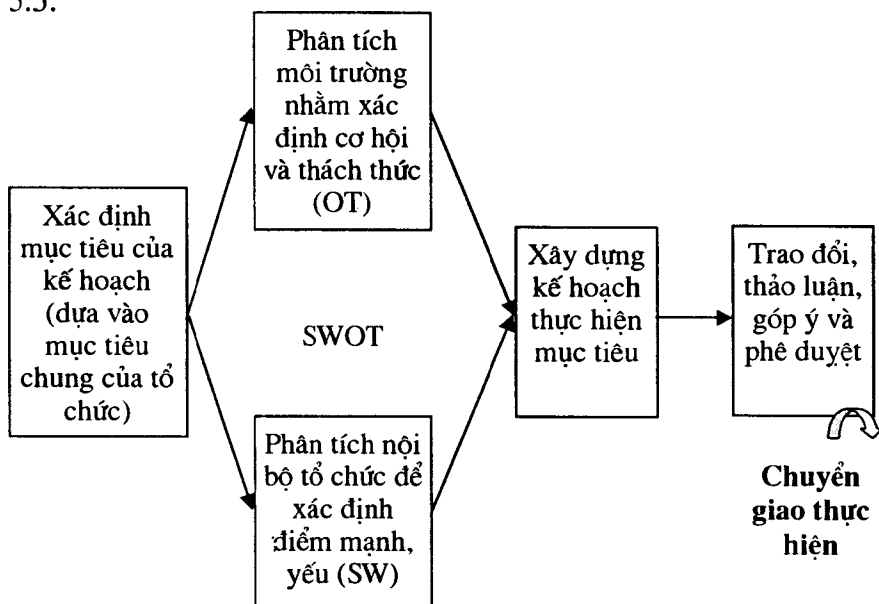 5.5.
Phân tích
môi trường
nhằm xác
định cơ hội
và thách thức
(OT)
Xác định
mục tiêu của
kế hoạch
(dựa vào
mục tiêu
chung của tổ
chức)
SWOT
Phân tích nội
bộ tổ chức để
xác định
điểm mạnh,
yếu (SW)
Xây dựng
kế hoạch
thực hiện
mục tiêu
Trao đổi,
thảo luận,
góp ý và
phê duyệt
Chuyển
giao thực
hiện